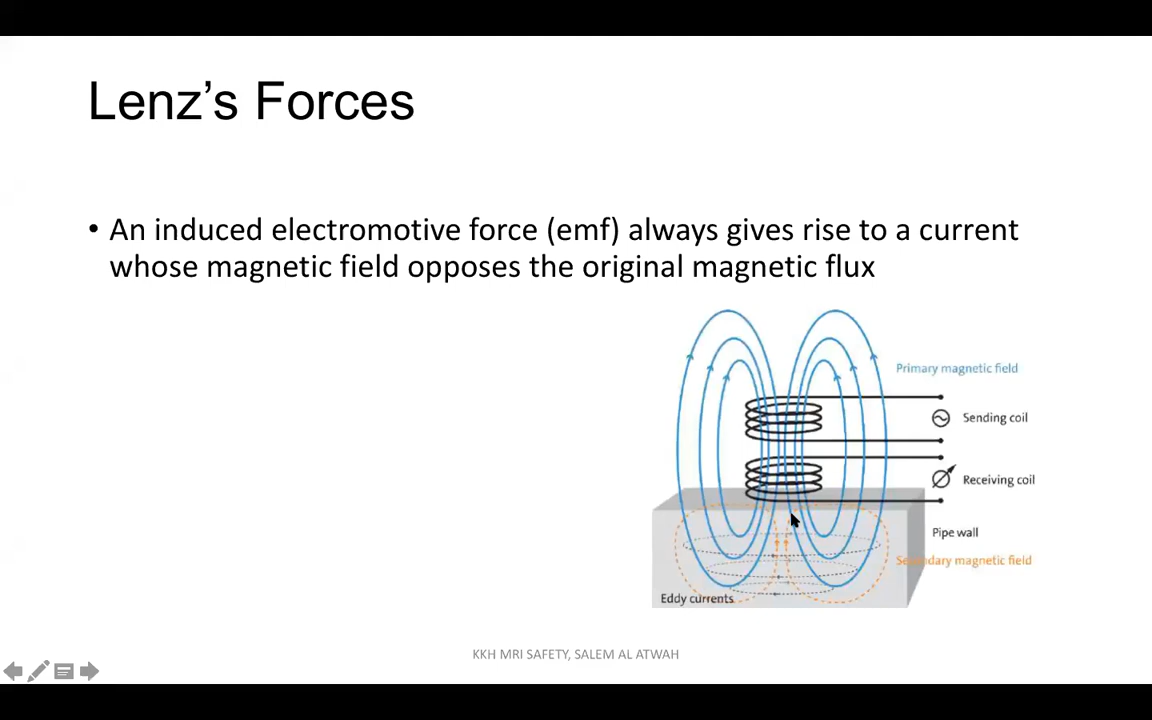 Lenz’s Forces
• An induced electromotive force (emf) always gives rise to a current
whose magnetic field opposes the original magnetic flux
Primary magnetic field
Sending coil
Receiving coil
Pipe wall
Secondary magnetic field
Eddy currents
KKH MRI SAFETY, SALEM AL ATWAH